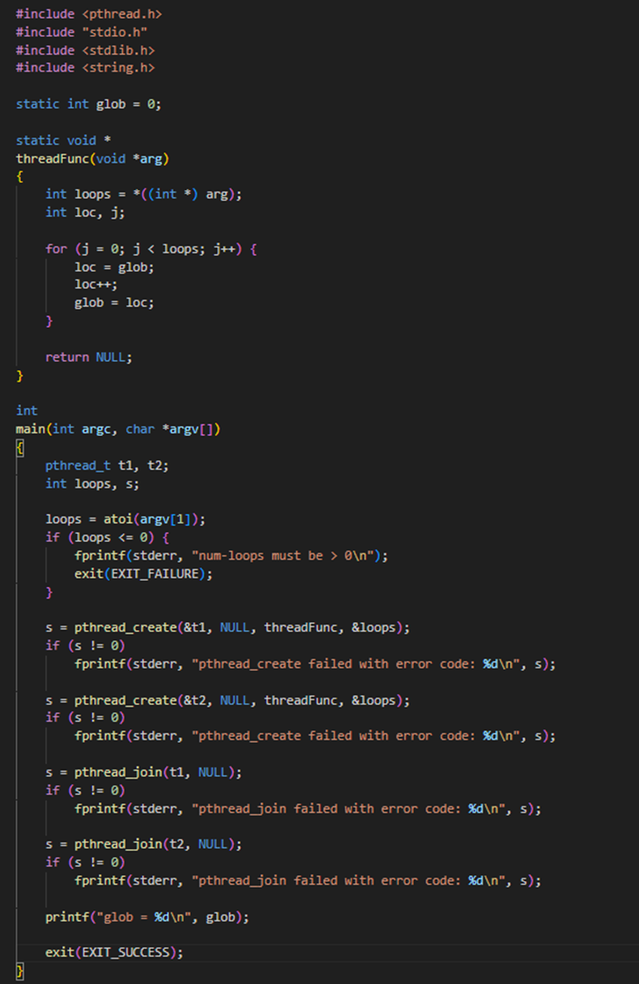 #include <pthread.h>
#include "stdio.h"
#include <stdlib.h>
#include <string.h>
static int glob = 0;
static void *
threadFunc(void *arg)
{
    int loops = *((int *) arg);
    int loc, j;
    for (j = 0; j < loops; j++) {
        loc = glob;
        loc++;
        glob = loc;
    }
    return NULL;
}
int
main(int argc, char *argv[])
{
    pthread_t t1, t2;
    int loops, s;
    loops = atoi(argv[1]);
    if (loops <= 0) {
        fprintf(stderr, "num-loops must be > 0\n");
        exit(EXIT_FAILURE);
    }
    s = pthread_create(&t1, NULL, threadFunc, &loops);
    if (s != 0)
        fprintf(stderr, "pthread_create failed with error code: %d\n", s);
    s = pthread_create(&t2, NULL, threadFunc, &loops);
    if (s != 0)
        fprintf(stderr, "pthread_create failed with error code: %d\n", s);
    s = pthread_join(t1, NULL);
    if (s != 0)
        fprintf(stderr, "pthread_join failed with error code: %d\n", s);
    s = pthread_join(t2, NULL);
    if (s != 0)
        fprintf(stderr, "pthread_join failed with error code: %d\n", s);
    printf("glob = %d\n", glob);
    exit(EXIT_SUCCESS);
}